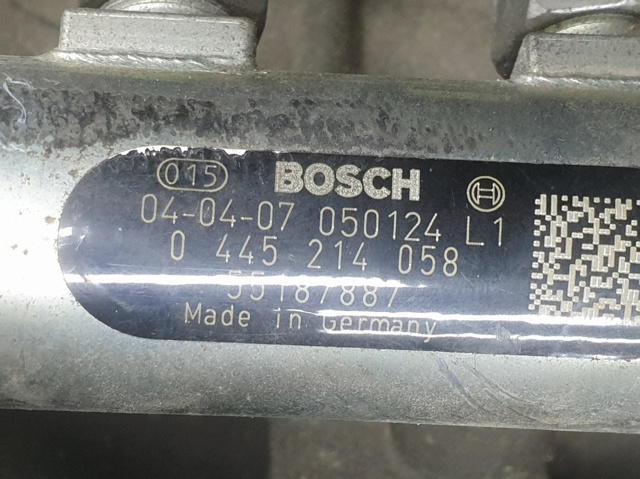 015 BOSCH
04-04-07 050124 L1
0 445 214 058
55187887
Made in Germany